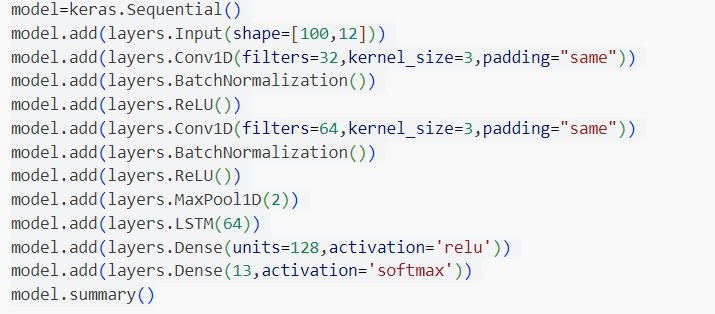 model=keras.Sequential()
model.add(layers.Input(shape=[100,12]))
model.add(layers.Conv1D(filters=32,kernel_size=3,padding="same"))
model.add(layers.BatchNormalization())
model.add(layers.ReLU())
model.add(layers.Conv1D(filters=64,kernel_size=3,padding="same"))
model.add(layers.BatchNormalization())
model.add(layers.ReLU())
model.add(layers.MaxPool1D(2))
model.add(layers.LSTM(64))
model.add(layers.Dense(units=128,activation='relu'))
model.add(layers.Dense(13,activation='softmax'))
model.summary()